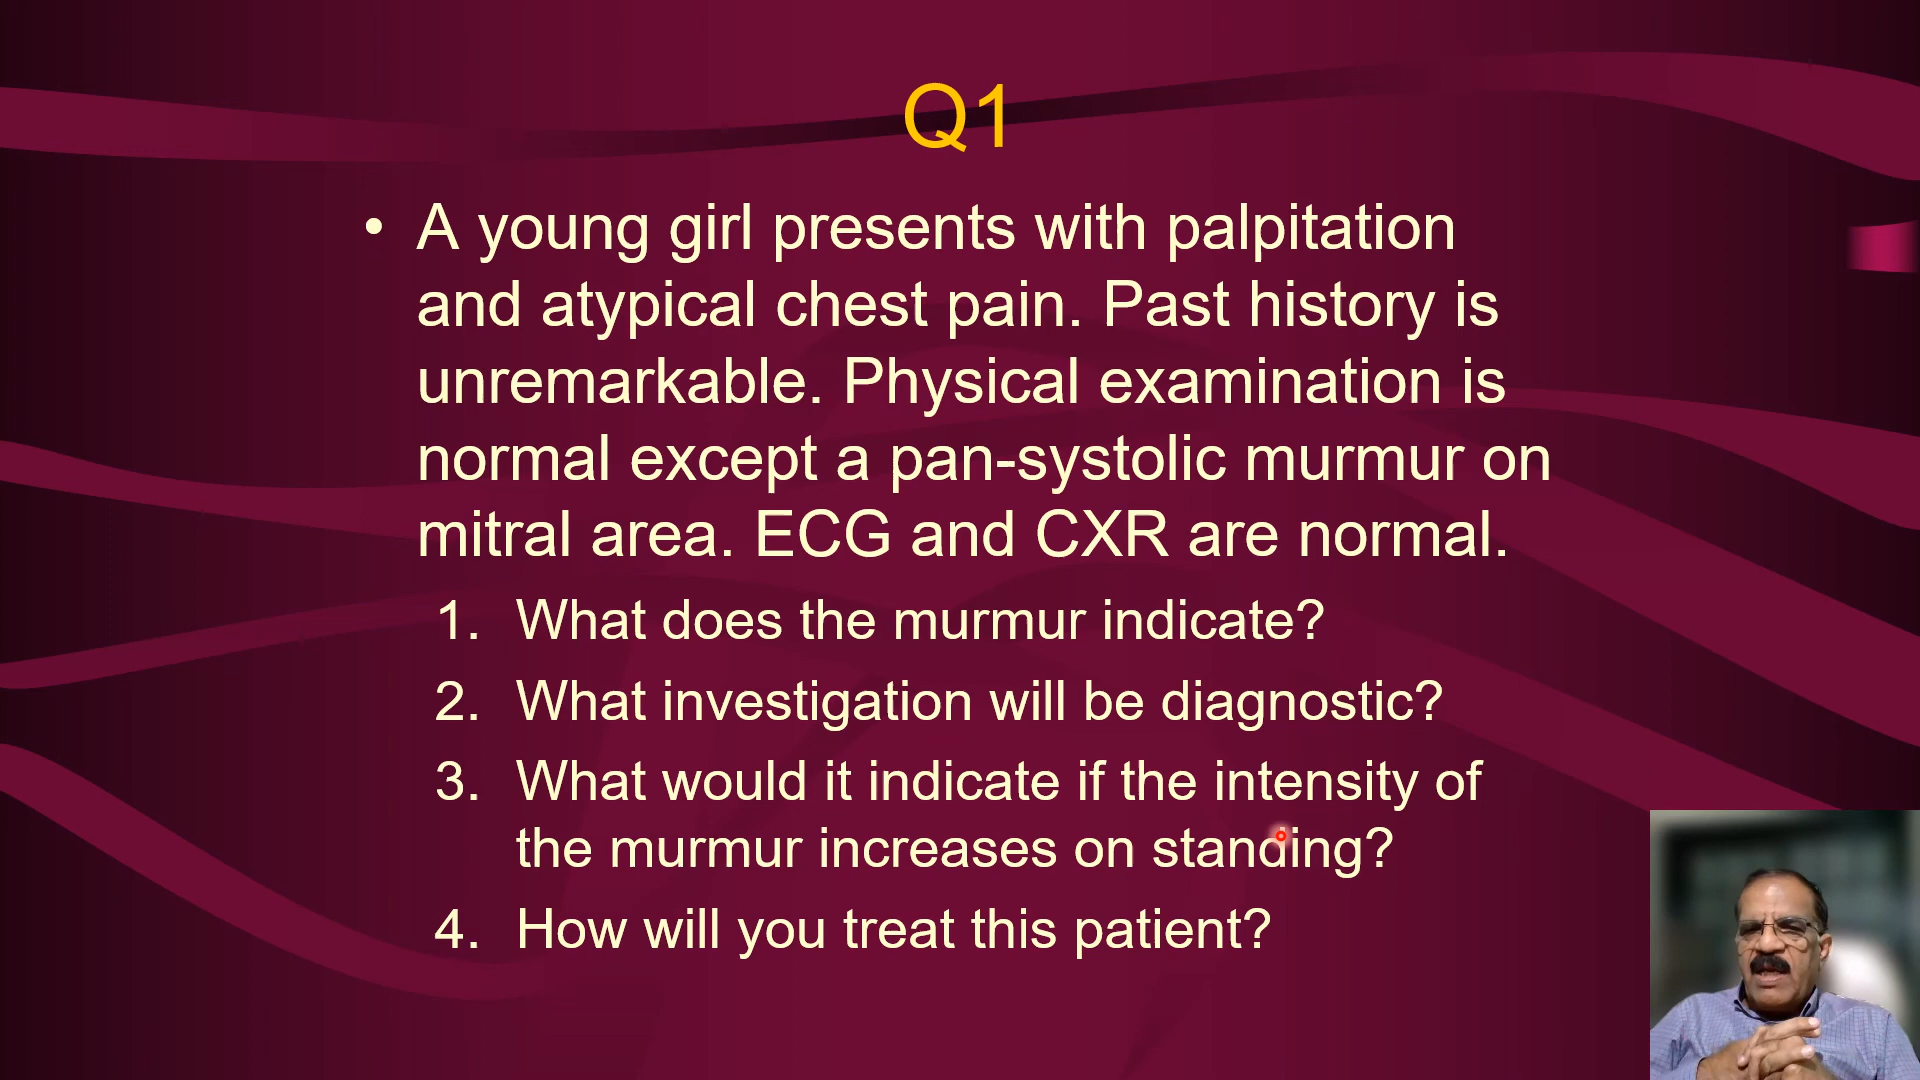 Q1
• A young girl presents with palpitation
and atypical chest pain. Past history is
unremarkable. Physical examination is
normal except a pan-systolic murmur on
mitral area. ECG and CXR are normal.
1. What does the murmur indicate?
2. What investigation will be diagnostic?
3. What would it indicate if the intensity of
the murmur increases on standing?
4. How will you treat this patient?